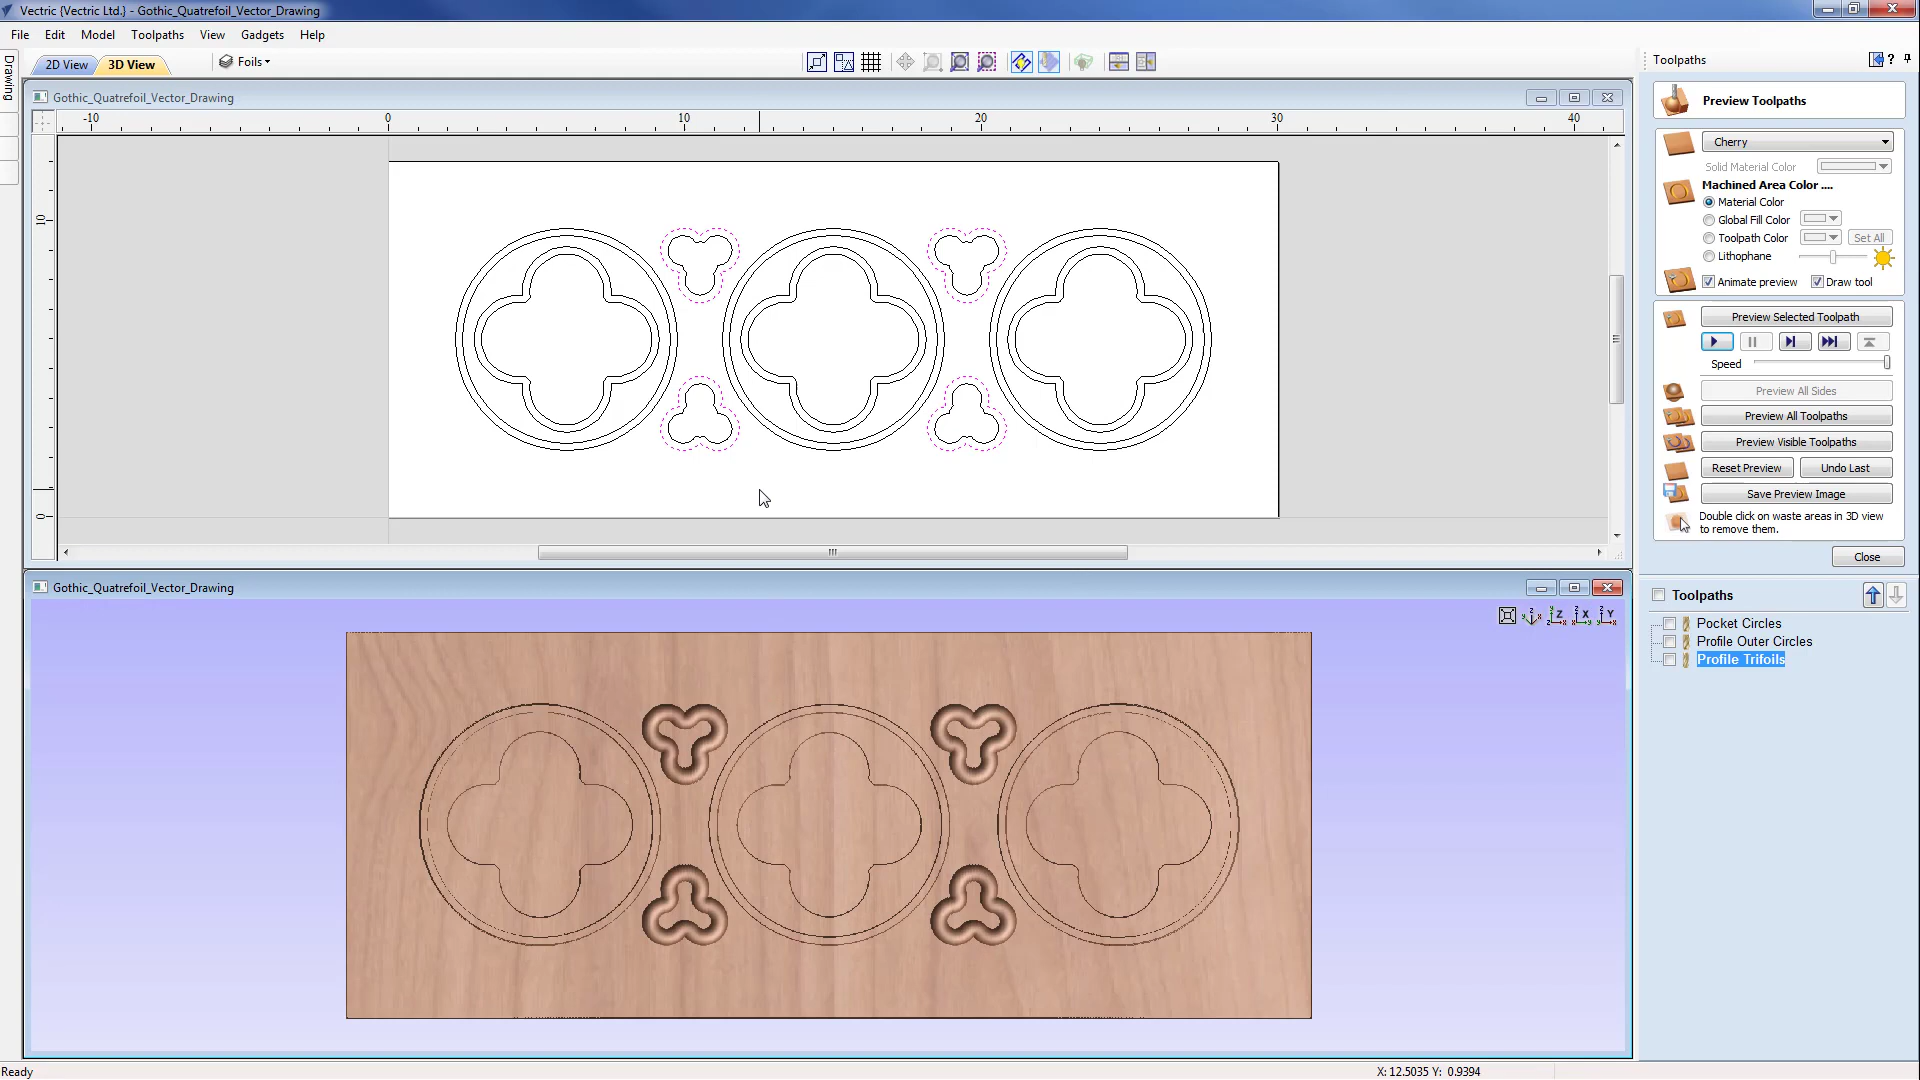 Vectric {Vectric Ltd.} - Gothic_Quatrefoil_Vector_Drawing
File Edit Model Toolpaths View Gadgets Help
Drawing
2D View 3D View Foils
Gothic_Quatrefoil_Vector_Drawing
-10 0 10 20 30 40
10
0
Gothic_Quatrefoil_Vector_Drawing
Z X Y
Toolpaths ?
Preview Toolpaths
Cherry
Solid Material Color
Machined Area Color ....
Material Color
Global Fill Color
Toolpath Color Set All
Lithophane
Animate preview Draw tool
Preview Selected Toolpath
Speed
Preview All Sides
Preview All Toolpaths
Preview Visible Toolpaths
Reset Preview Undo Last
Save Preview Image
Double click on waste areas in 3D view
to remove them.
Close
Toolpaths
Pocket Circles
Profile Outer Circles
Profile Trifoils
Ready X: 12.5035 Y: 0.9394